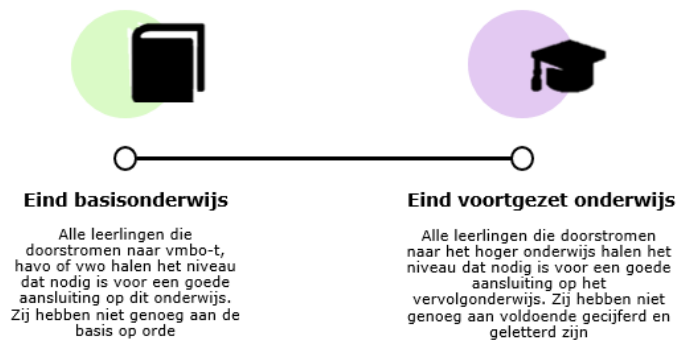 Eind basisonderwijs
Alle leerlingen die
doorstromen naar vmbo-t,
havo of vwo halen het niveau
dat nodig is voor een goede
aansluiting op dit onderwijs.
Zij hebben niet genoeg aan de
basis op orde
Eind voortgezet onderwijs
Alle leerlingen die doorstromen
naar het hoger onderwijs halen het
niveau dat nodig is voor een goede
aansluiting op het
vervolgonderwijs. Zij hebben niet
genoeg aan voldoende gecijferd en
geletterd zijn